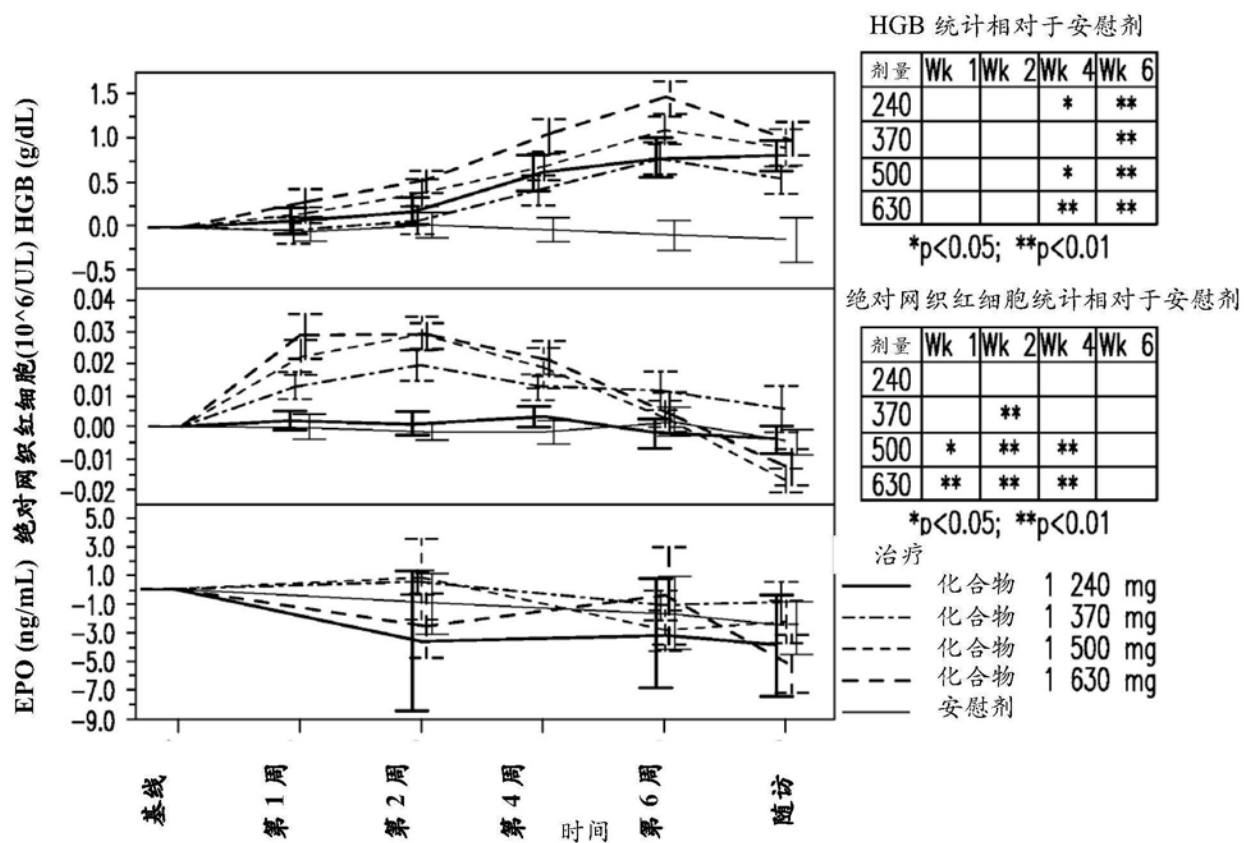 HGB (g/dL)
1.5
1.0
0.5
0.0
−0.5
绝对网织红细胞(10^6/UL)
0.04
0.03
0.02
0.01
0.00
−0.01
−0.02
EPO (ng/mL)
5.0
3.0
1.0
−1.0
−3.0
−5.0
−7.0
−9.0
基线
第 1 周
第 2 周
第 4 周
第 6 周
随访
时间
HGB 统计相对于安慰剂
剂量 Wk 1 Wk 2 Wk 4 Wk 6
240 * **
370 **
500 * **
630 ** **
*p<0.05; **p<0.01
绝对网织红细胞统计相对于安慰剂
剂量 Wk 1 Wk 2 Wk 4 Wk 6
240
370 **
500 * ** **
630 ** ** **
*p<0.05; **p<0.01
治疗
化合物 1 240 mg
化合物 1 370 mg
化合物 1 500 mg
化合物 1 630 mg
安慰剂